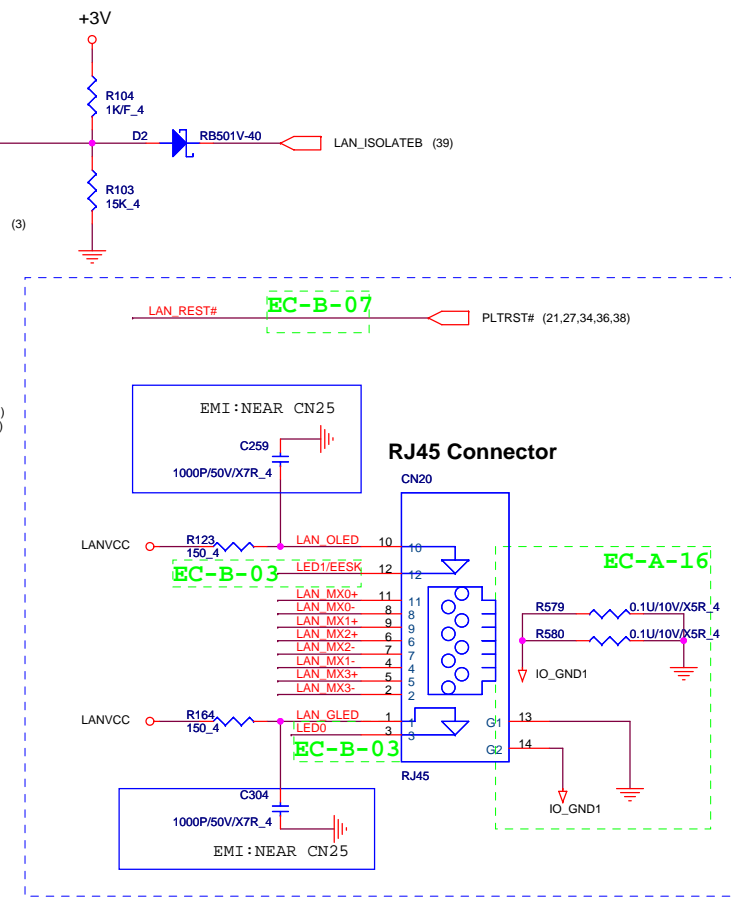 +3V
R104
1K/F_4
D2
RB501V-40
LAN_ISOLATEB (39)
R103
15K_4
(3)
LAN_REST#
EC-B-07
PLTRST# (21,27,34,36,38)
)
)
EMI:NEAR CN25
C259
1000P/50V/X7R_4
RJ45 Connector
CN20
LANVCC
R123
150_4
LAN_OLED
10
10
EC-B-03
LED1/EESK
12
12
LAN_MX0+
11
11
LAN_MX0-
8
8
LAN_MX1+
9
9
LAN_MX2+
6
6
LAN_MX2-
7
7
LAN_MX1-
4
4
LAN_MX3+
5
5
LAN_MX3-
2
2
EC-A-16
R579
0.1U/10V/X5R_4
R580
0.1U/10V/X5R_4
IO_GND1
LANVCC
R164
150_4
LAN_GLED
1
1
LED0
3
3
EC-B-03
G1
13
G2
14
RJ45
IO_GND1
C304
1000P/50V/X7R_4
EMI:NEAR CN25